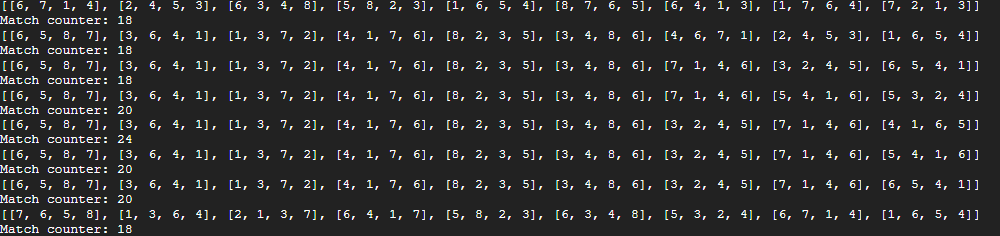 [[6, 7, 1, 4], [2, 4, 5, 3], [6, 3, 4, 8], [5, 8, 2, 3], [1, 6, 5, 4], [8, 7, 6, 5], [6, 4, 1, 3], [1, 7, 6, 4], [7, 2, 1, 3]]
Match counter: 18
[[6, 5, 8, 7], [3, 6, 4, 1], [1, 3, 7, 2], [4, 1, 7, 6], [8, 2, 3, 5], [3, 4, 8, 6], [4, 6, 7, 1], [2, 4, 5, 3], [1, 6, 5, 4]]
Match counter: 18
[[6, 5, 8, 7], [3, 6, 4, 1], [1, 3, 7, 2], [4, 1, 7, 6], [8, 2, 3, 5], [3, 4, 8, 6], [7, 1, 4, 6], [3, 2, 4, 5], [6, 5, 4, 1]]
Match counter: 18
[[6, 5, 8, 7], [3, 6, 4, 1], [1, 3, 7, 2], [4, 1, 7, 6], [8, 2, 3, 5], [3, 4, 8, 6], [7, 1, 4, 6], [5, 4, 1, 6], [5, 3, 2, 4]]
Match counter: 20
[[6, 5, 8, 7], [3, 6, 4, 1], [1, 3, 7, 2], [4, 1, 7, 6], [8, 2, 3, 5], [3, 4, 8, 6], [3, 2, 4, 5], [7, 1, 4, 6], [4, 1, 6, 5]]
Match counter: 24
[[6, 5, 8, 7], [3, 6, 4, 1], [1, 3, 7, 2], [4, 1, 7, 6], [8, 2, 3, 5], [3, 4, 8, 6], [3, 2, 4, 5], [7, 1, 4, 6], [5, 4, 1, 6]]
Match counter: 20
[[6, 5, 8, 7], [3, 6, 4, 1], [1, 3, 7, 2], [4, 1, 7, 6], [8, 2, 3, 5], [3, 4, 8, 6], [3, 2, 4, 5], [7, 1, 4, 6], [6, 5, 4, 1]]
Match counter: 20
[[7, 6, 5, 8], [1, 3, 6, 4], [2, 1, 3, 7], [6, 4, 1, 7], [5, 8, 2, 3], [6, 3, 4, 8], [5, 3, 2, 4], [6, 7, 1, 4], [1, 6, 5, 4]]
Match counter: 18